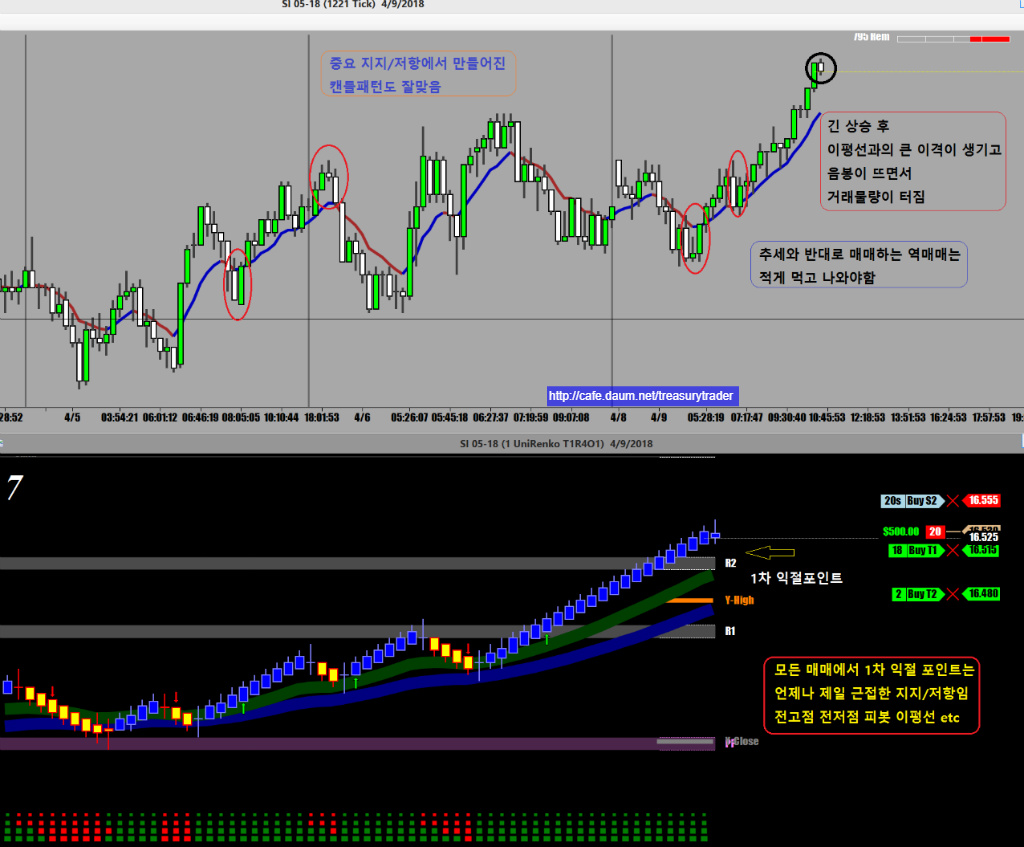 SI 05-18 (1221 Tick) 4/9/2018
795 Rem
중요 지지/저항에서 만들어진
캔들패턴도 잘맞음
긴 상승 후
이평선과의 큰 이격이 생기고
음봉이 뜨면서
거래물량이 터짐
추세와 반대로 매매하는 역매매는
적게 먹고 나와야함
http://cafe.daum.net/treasurytrader
28:52 4/5 03:54:21 06:01:12 06:46:19 08:05:05 10:10:44 18:01:53 4/6 05:26:07 05:45:18 06:27:37 07:19:59 09:07:08 4/8 4/9 05:28:19 07:17:47 09:30:40 10:45:53 12:18:53 13:51:53 16:24:53 17:57:53 19:
SI 05-18 (1 UniRenko T1R4O1) 4/9/2018
7
20s Buy S2 16.555
$500.00 20
16.525
18 Buy T1 16.515
R2
1차 익절포인트
2 Buy T2 16.480
Y-High
R1
모든 매매에서 1차 익절 포인트는
언제나 제일 근접한 지지/저항임
전고점 전저점 피봇 이평선 etc
Close